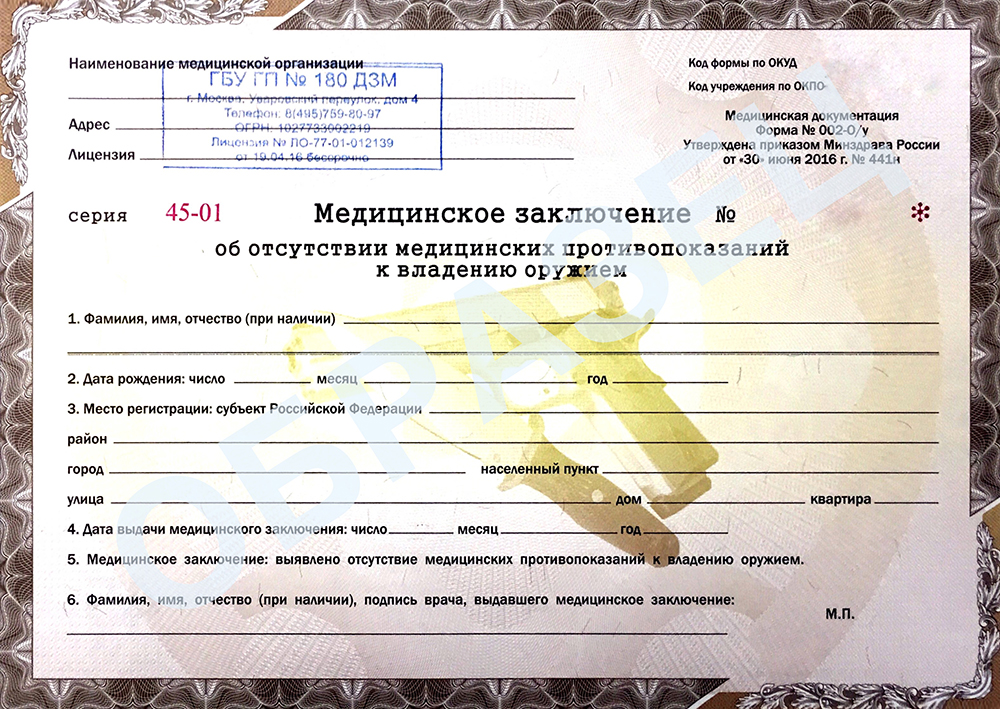 Наименование медицинской организации
ГБУ ГП № 180 ДЗМ
г. Москва, Уваровский переулок, дом 4
Телефон: 8(495)759-80-97
ОГРН: 1027733002219
Лицензия № ЛО-77-01-012139
от 19.04.16 бессрочно
Адрес
Лицензия
Код формы по ОКУД
Код учреждения по ОКПО
Медицинская документация
Форма № 002-О/у
Утверждена приказом Минздрава России
от «30» июня 2016 г. № 441н
серия 45-01 Медицинское заключение № *
об отсутствии медицинских противопоказаний
к владению оружием
1. Фамилия, имя, отчество (при наличии)
2. Дата рождения: число месяц год
3. Место регистрации: субъект Российской Федерации
район
город населенный пункт
улица дом квартира
4. Дата выдачи медицинского заключения: число месяц год
5. Медицинское заключение: выявлено отсутствие медицинских противопоказаний к владению оружием.
6. Фамилия, имя, отчество (при наличии), подпись врача, выдавшего медицинское заключение:
М.П.
ОБРАЗЕЦ